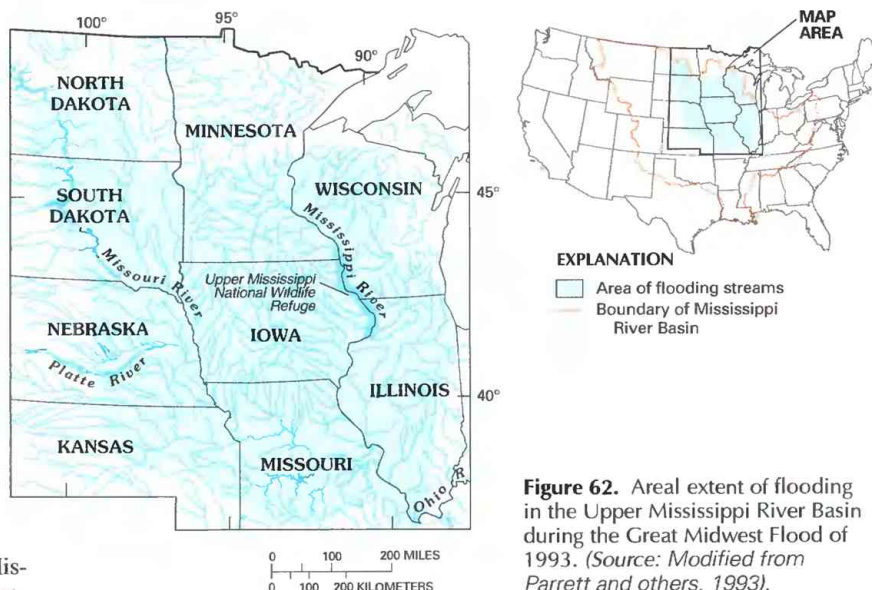 100°
95°
90°
NORTH
DAKOTA
MINNESOTA
WISCONSIN
45°
SOUTH
DAKOTA
Mississippi River
Missouri River
Upper Mississippi
National Wildlife
Refuge
NEBRASKA
IOWA
Platte River
ILLINOIS
40°
KANSAS
MISSOURI
Ohio R
0 100 200 MILES
0 100 200 KILOMETERS
MAP
AREA
EXPLANATION
Area of flooding streams
Boundary of Mississippi
River Basin
Figure 62. Areal extent of flooding
in the Upper Mississippi River Basin
during the Great Midwest Flood of
1993. (Source: Modified from
Parrett and others, 1993).